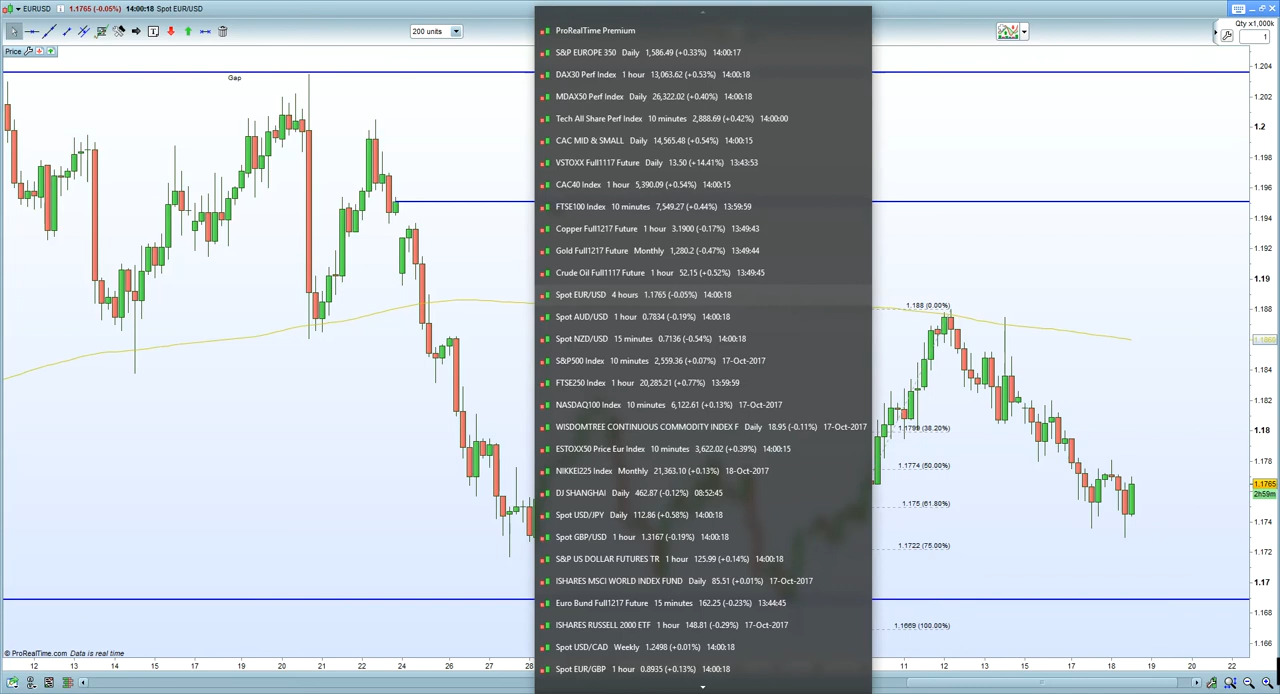 EURUSD 1.1765 (-0.05%) 14:00:18 Spot EUR/USD
Qty x1,000k
1
200 units
Price
Gap
ProRealTime Premium
S&P EUROPE 350 Daily 1,586.49 (+0.33%) 14:00:17
DAX30 Perf Index 1 hour 13,063.62 (+0.53%) 14:00:18
MDAX50 Perf Index Daily 26,322.02 (+0.40%) 14:00:18
Tech All Share Perf Index 10 minutes 2,888.69 (+0.42%) 14:00:00
CAC MID & SMALL Daily 14,565.48 (+0.54%) 14:00:15
VSTOXX Full1117 Future Daily 13.50 (+14.41%) 13:43:53
CAC40 Index 1 hour 5,390.09 (+0.54%) 14:00:15
FTSE100 Index 10 minutes 7,549.27 (+0.44%) 13:59:59
Copper Full1217 Future 1 hour 3.1900 (-0.17%) 13:49:43
Gold Full1217 Future Monthly 1,280.2 (-0.47%) 13:49:44
Crude Oil Full1117 Future 1 hour 52.15 (+0.52%) 13:49:45
Spot EUR/USD 4 hours 1.1765 (-0.05%) 14:00:18
Spot AUD/USD 1 hour 0.7834 (-0.19%) 14:00:18
Spot NZD/USD 15 minutes 0.7136 (-0.54%) 14:00:18
S&P500 Index 10 minutes 2,559.36 (+0.07%) 17-Oct-2017
FTSE250 Index 1 hour 20,285.21 (+0.77%) 13:59:59
NASDAQ100 Index 10 minutes 6,122.61 (+0.13%) 17-Oct-2017
WISDOMTREE CONTINUOUS COMMODITY INDEX F Daily 18.95 (-0.11%) 17-Oct-2017
ESTOXX50 Price Eur Index 10 minutes 3,622.02 (+0.39%) 14:00:15
NIKKEI225 Index Monthly 21,363.10 (+0.13%) 18-Oct-2017
DJ SHANGHAI Daily 462.87 (-0.12%) 08:52:45
Spot USD/JPY Daily 112.86 (+0.58%) 14:00:18
Spot GBP/USD 1 hour 1.3167 (-0.19%) 14:00:18
S&P US DOLLAR FUTURES TR 1 hour 125.99 (+0.14%) 14:00:18
ISHARES MSCI WORLD INDEX FUND Daily 85.51 (+0.01%) 17-Oct-2017
Euro Bund Full1217 Future 15 minutes 162.25 (-0.23%) 13:44:45
ISHARES RUSSELL 2000 ETF 1 hour 148.81 (-0.29%) 17-Oct-2017
Spot USD/CAD Weekly 1.2498 (+0.01%) 14:00:18
Spot EUR/GBP 1 hour 0.8935 (+0.13%) 14:00:18
1.188 (0.00%)
1.1799 (38.20%)
1.1774 (50.00%)
1.175 (61.80%)
1.1722 (75.00%)
1.1669 (100.00%)
1.204
1.202
1.2
1.198
1.196
1.194
1.192
1.19
1.188
1.1860
1.184
1.182
1.18
1.178
1.1765
2h59m
1.174
1.172
1.17
1.168
1.166
© ProRealTime.com Data is real time
12 13 14 15 17 18 19 20 21 22 24 25 26 27 28
11 12 13 14 15 17 18 19 20 22